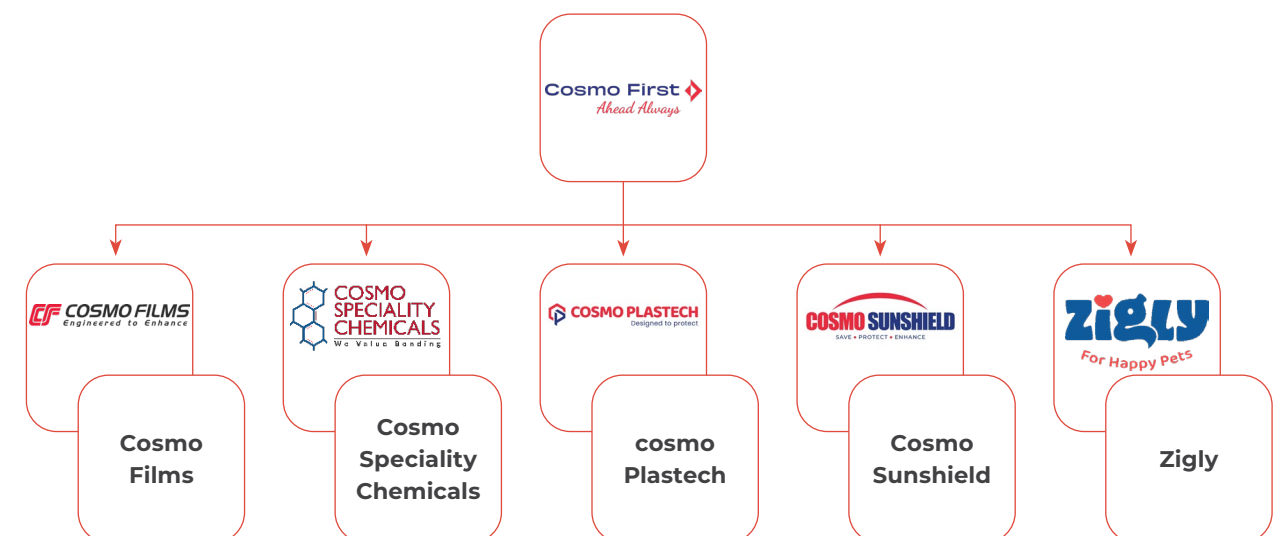 Cosmo First
Ahead Always
CF COSMO FILMS
Engineered to Enhance
COSMO
SPECIALITY
CHEMICALS
We Value Bonding
COSMO PLASTECH
Designed to protect
COSMO SUNSHIELD
SAVE • PROTECT • ENHANCE
zigly
For Happy Pets
Cosmo
Films
Cosmo
Speciality
Chemicals
cosmo
Plastech
Cosmo
Sunshield
Zigly